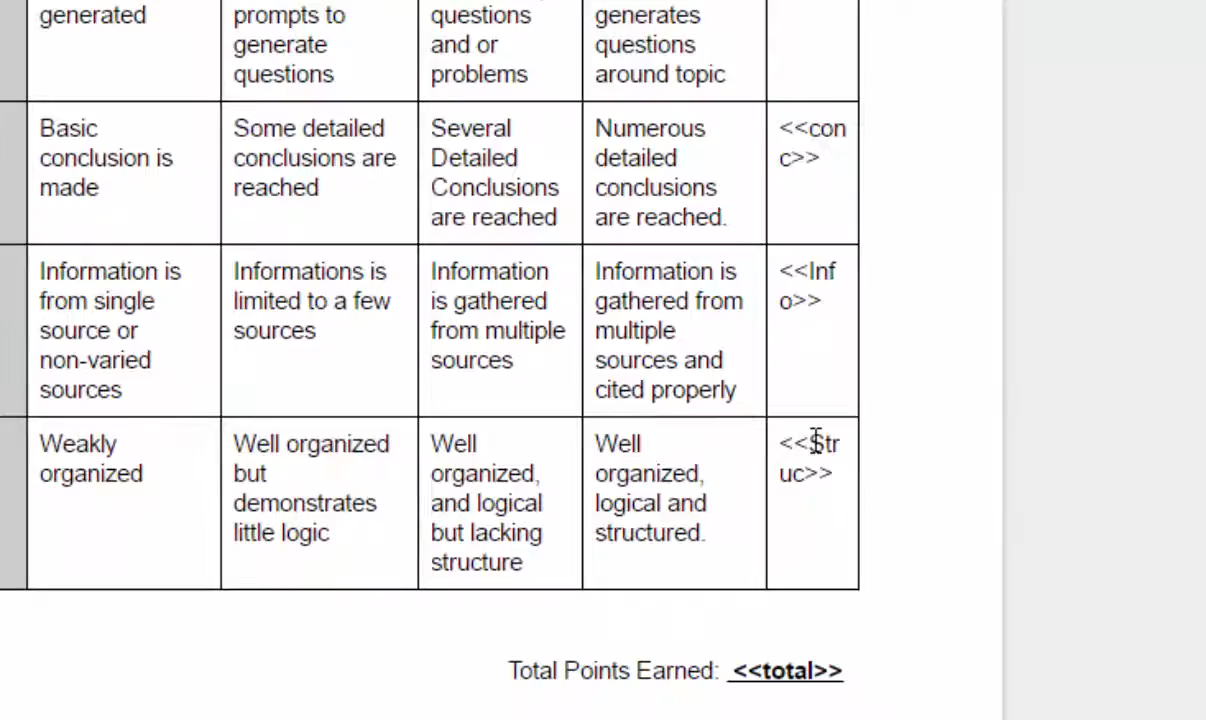 generated
prompts to
generate
questions
questions
and or
problems
generates
questions
around topic
Basic
conclusion is
made
Some detailed
conclusions are
reached
Several
Detailed
Conclusions
are reached
Numerous
detailed
conclusions
are reached.
<<con
c>>
Information is
from single
source or
non-varied
sources
Informations is
limited to a few
sources
Information
is gathered
from multiple
sources
Information is
gathered from
multiple
sources and
cited properly
<<Inf
o>>
Weakly
organized
Well organized
but
demonstrates
little logic
Well
organized,
and logical
but lacking
structure
Well
organized,
logical and
structured.
<<Str
uc>>
Total Points Earned: <<total>>